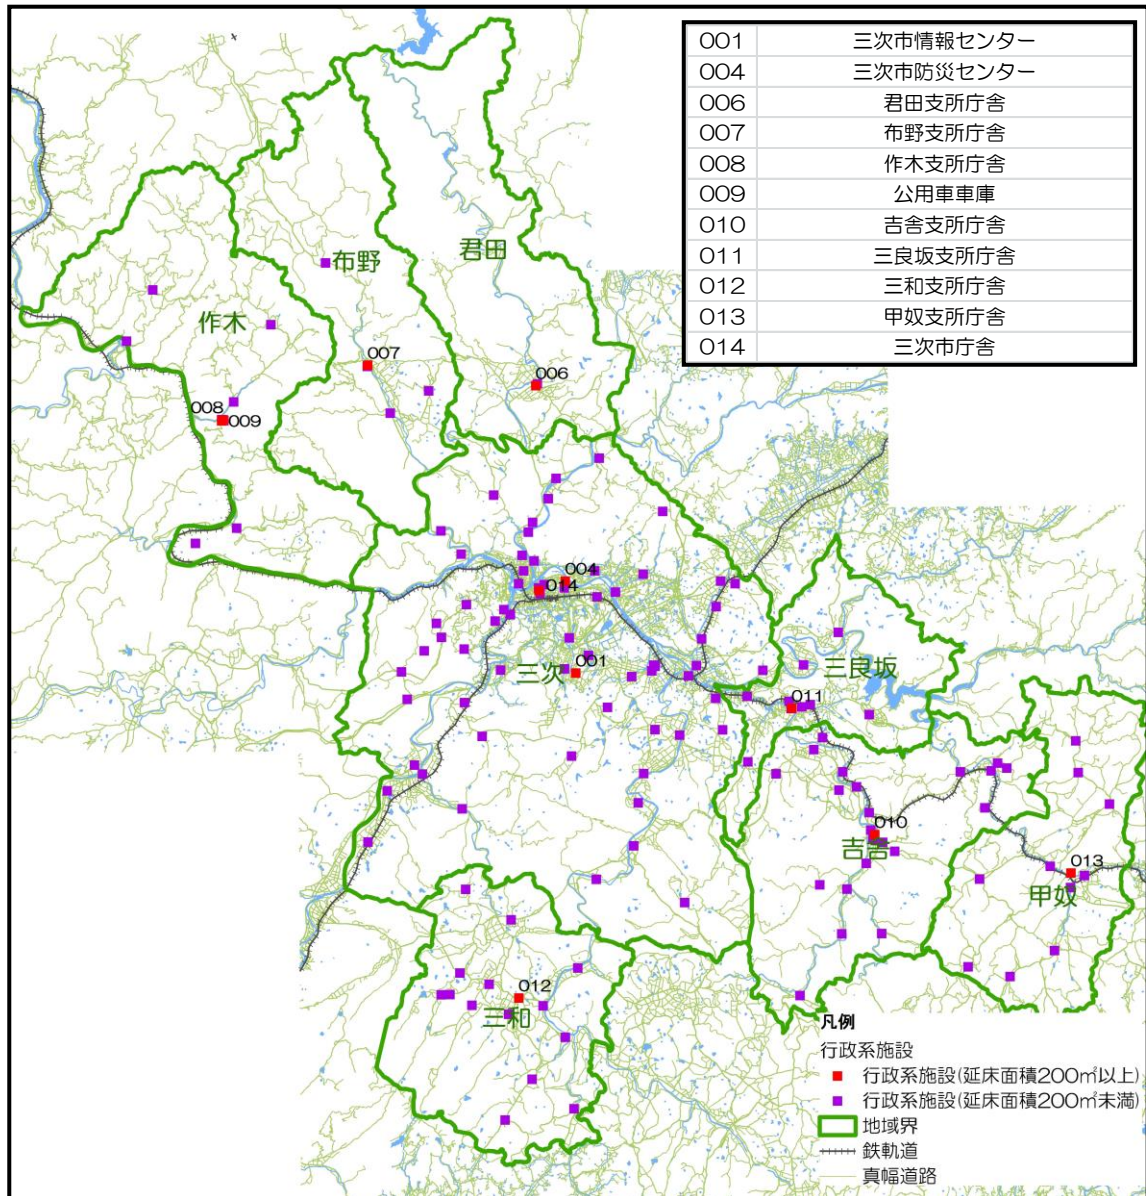 001 三次市情報センター
004 三次市防災センター
006 君田支所庁舎
007 布野支所庁舎
008 作木支所庁舎
009 公用車車庫
010 吉舎支所庁舎
011 三良坂支所庁舎
012 三和支所庁舎
013 甲奴支所庁舎
014 三次市庁舎
君田
布野
作木
007
006
008
009
004
014
001
三次
三良坂
011
010
吉舎
013
甲奴
012
三和
凡例
行政系施設
行政系施設(延床面積200㎡以上)
行政系施設(延床面積200㎡未満)
地域界
鉄軌道
真幅道路